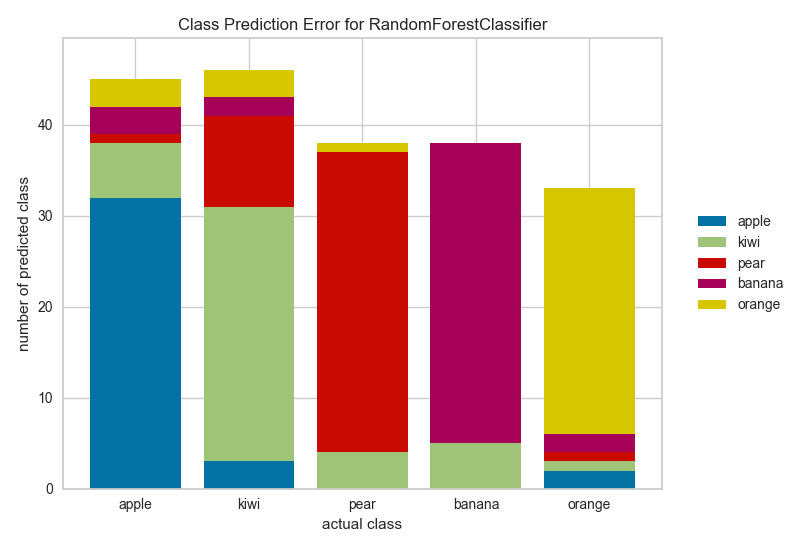 Class Prediction Error for RandomForestClassifier
number of predicted class
40
30
20
10
0
apple kiwi pear banana orange
actual class
apple
kiwi
pear
banana
orange